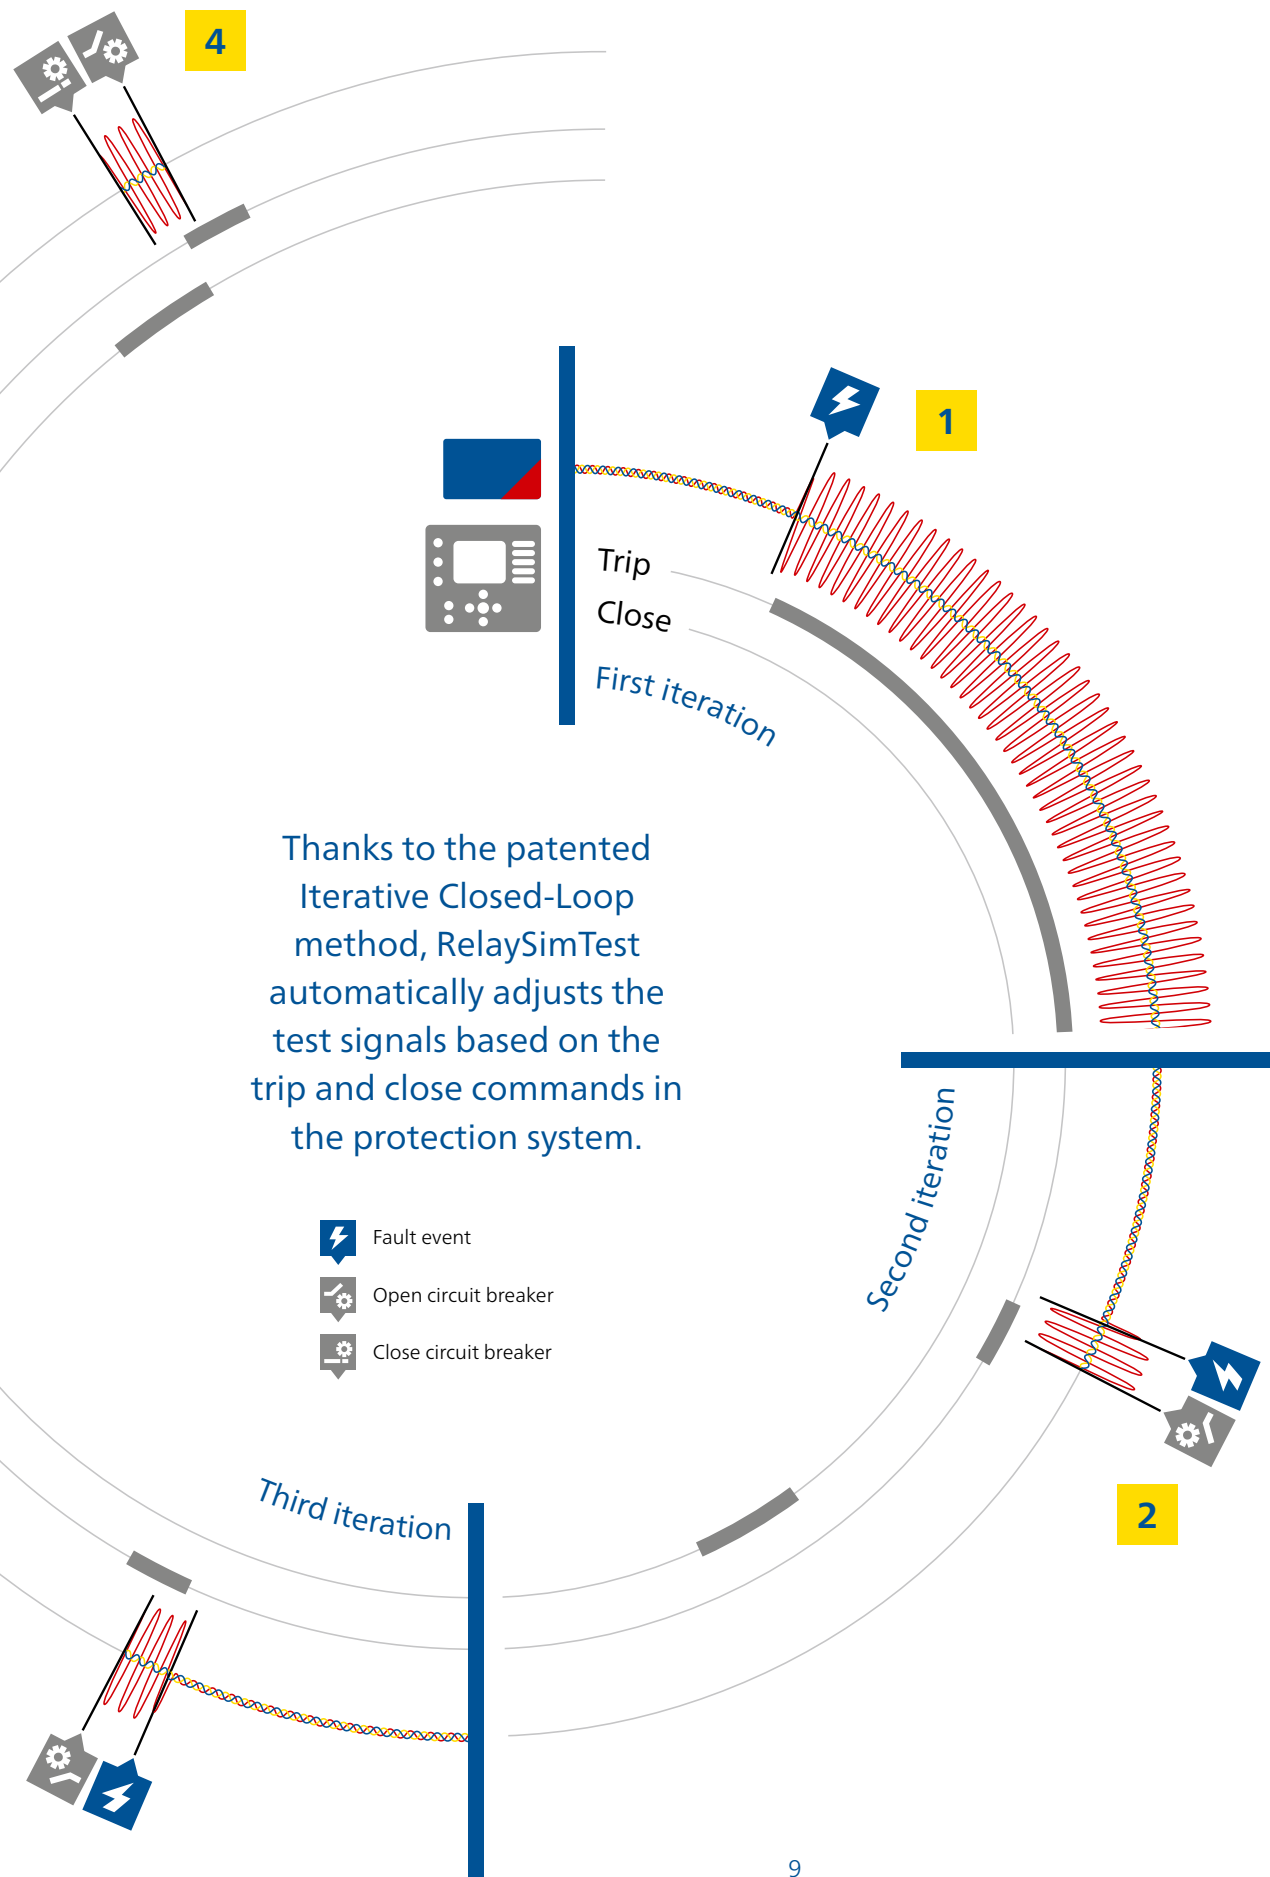 4
1
Trip
Close
First iteration
Thanks to the patented
Iterative Closed-Loop
method, RelaySimTest
automatically adjusts the
test signals based on the
trip and close commands in
the protection system.
Second iteration
Fault event
Open circuit breaker
Close circuit breaker
2
Third iteration
9